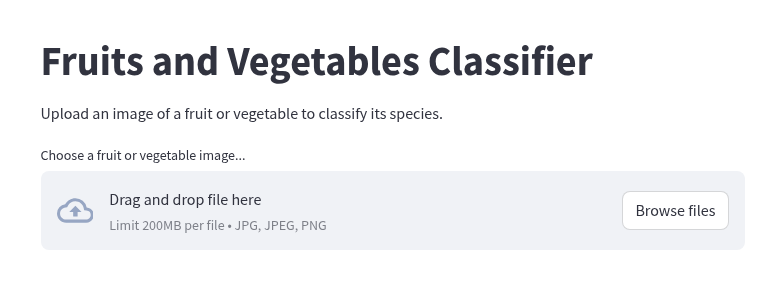 Fruits and Vegetables Classifier
Upload an image of a fruit or vegetable to classify its species.
Choose a fruit or vegetable image...
Drag and drop file here
Limit 200MB per file • JPG, JPEG, PNG
Browse files